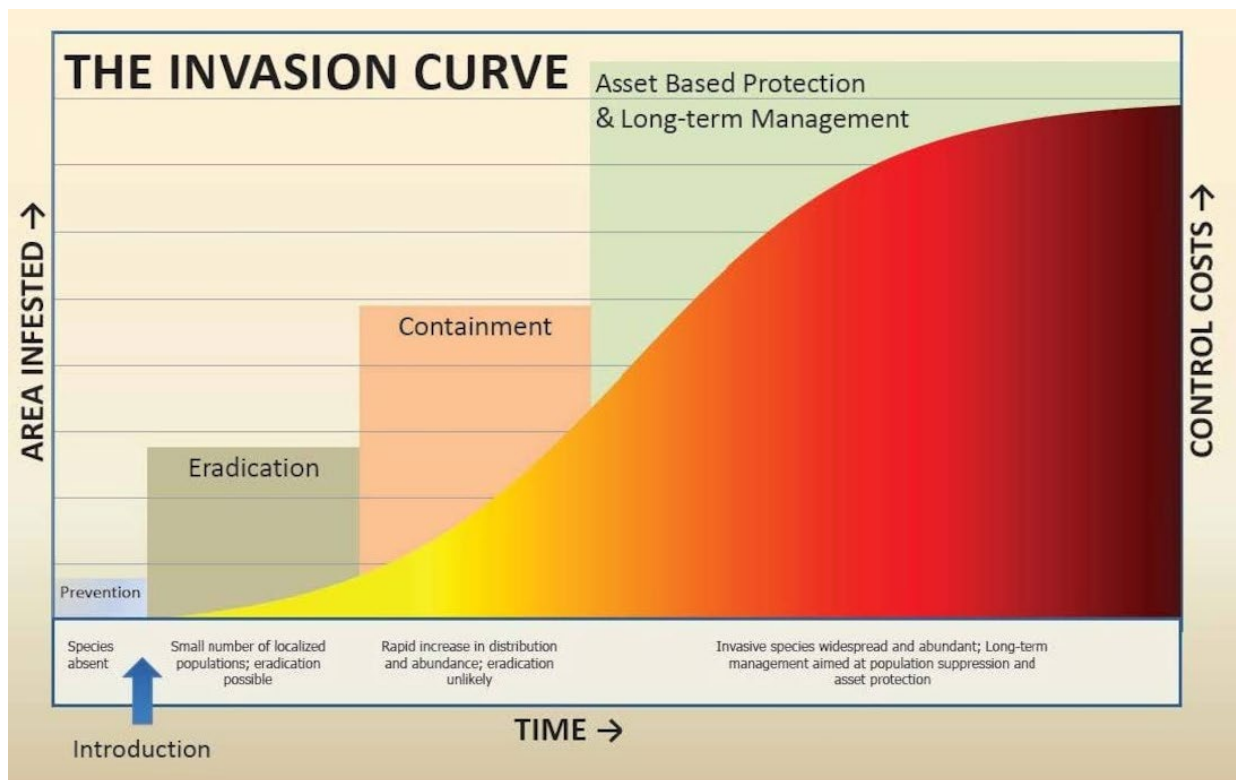 THE INVASION CURVE
Asset Based Protection
& Long-term Management
Containment
Eradication
Prevention
AREA INFESTED →
CONTROL COSTS →
Species
absent
Small number of localized
populations; eradication
possible
Rapid increase in distribution
and abundance; eradication
unlikely
Invasive species widespread and abundant; Long-term
management aimed at population suppression and
asset protection
TIME →
Introduction